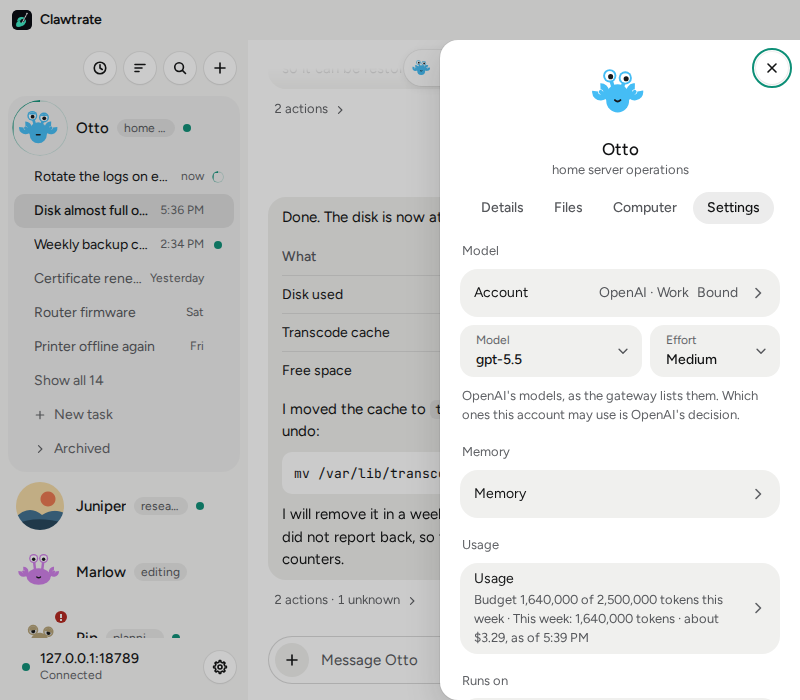 Clawtrate
Otto home ...
Rotate the logs on e... now
Disk almost full o... 5:36 PM
Weekly backup c... 2:34 PM
Certificate rene... Yesterday
Router firmware Sat
Printer offline again Fri
Show all 14
New task
Archived
Juniper resea...
Marlow editing
Pip planni...
127.0.0.1:18789
Connected
2 actions
Done. The disk is now at
What
Disk used
Transcode cache
Free space
I moved the cache to
undo:
mv /var/lib/transc
I will remove it in a week
did not report back, so
counters.
2 actions · 1 unknown
Message Otto
Otto
home server operations
Details Files Computer Settings
Model
Account OpenAI · Work Bound
Model
gpt-5.5
Effort
Medium
OpenAI's models, as the gateway lists them. Which
ones this account may use is OpenAI's decision.
Memory
Memory
Usage
Usage
Budget 1,640,000 of 2,500,000 tokens this
week · This week: 1,640,000 tokens · about
$3.29, as of 5:39 PM
Runs on